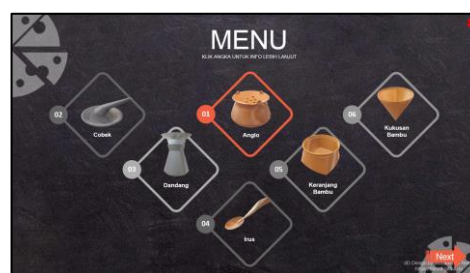 MENU
KLIK ANGKA UNTUK INFO LEBIH LANJUT
02
Cobek
01
Anglo
06
Kukusan
Bambu
03
Dandang
05
Keranjang
Bambu
04
Irus
Next